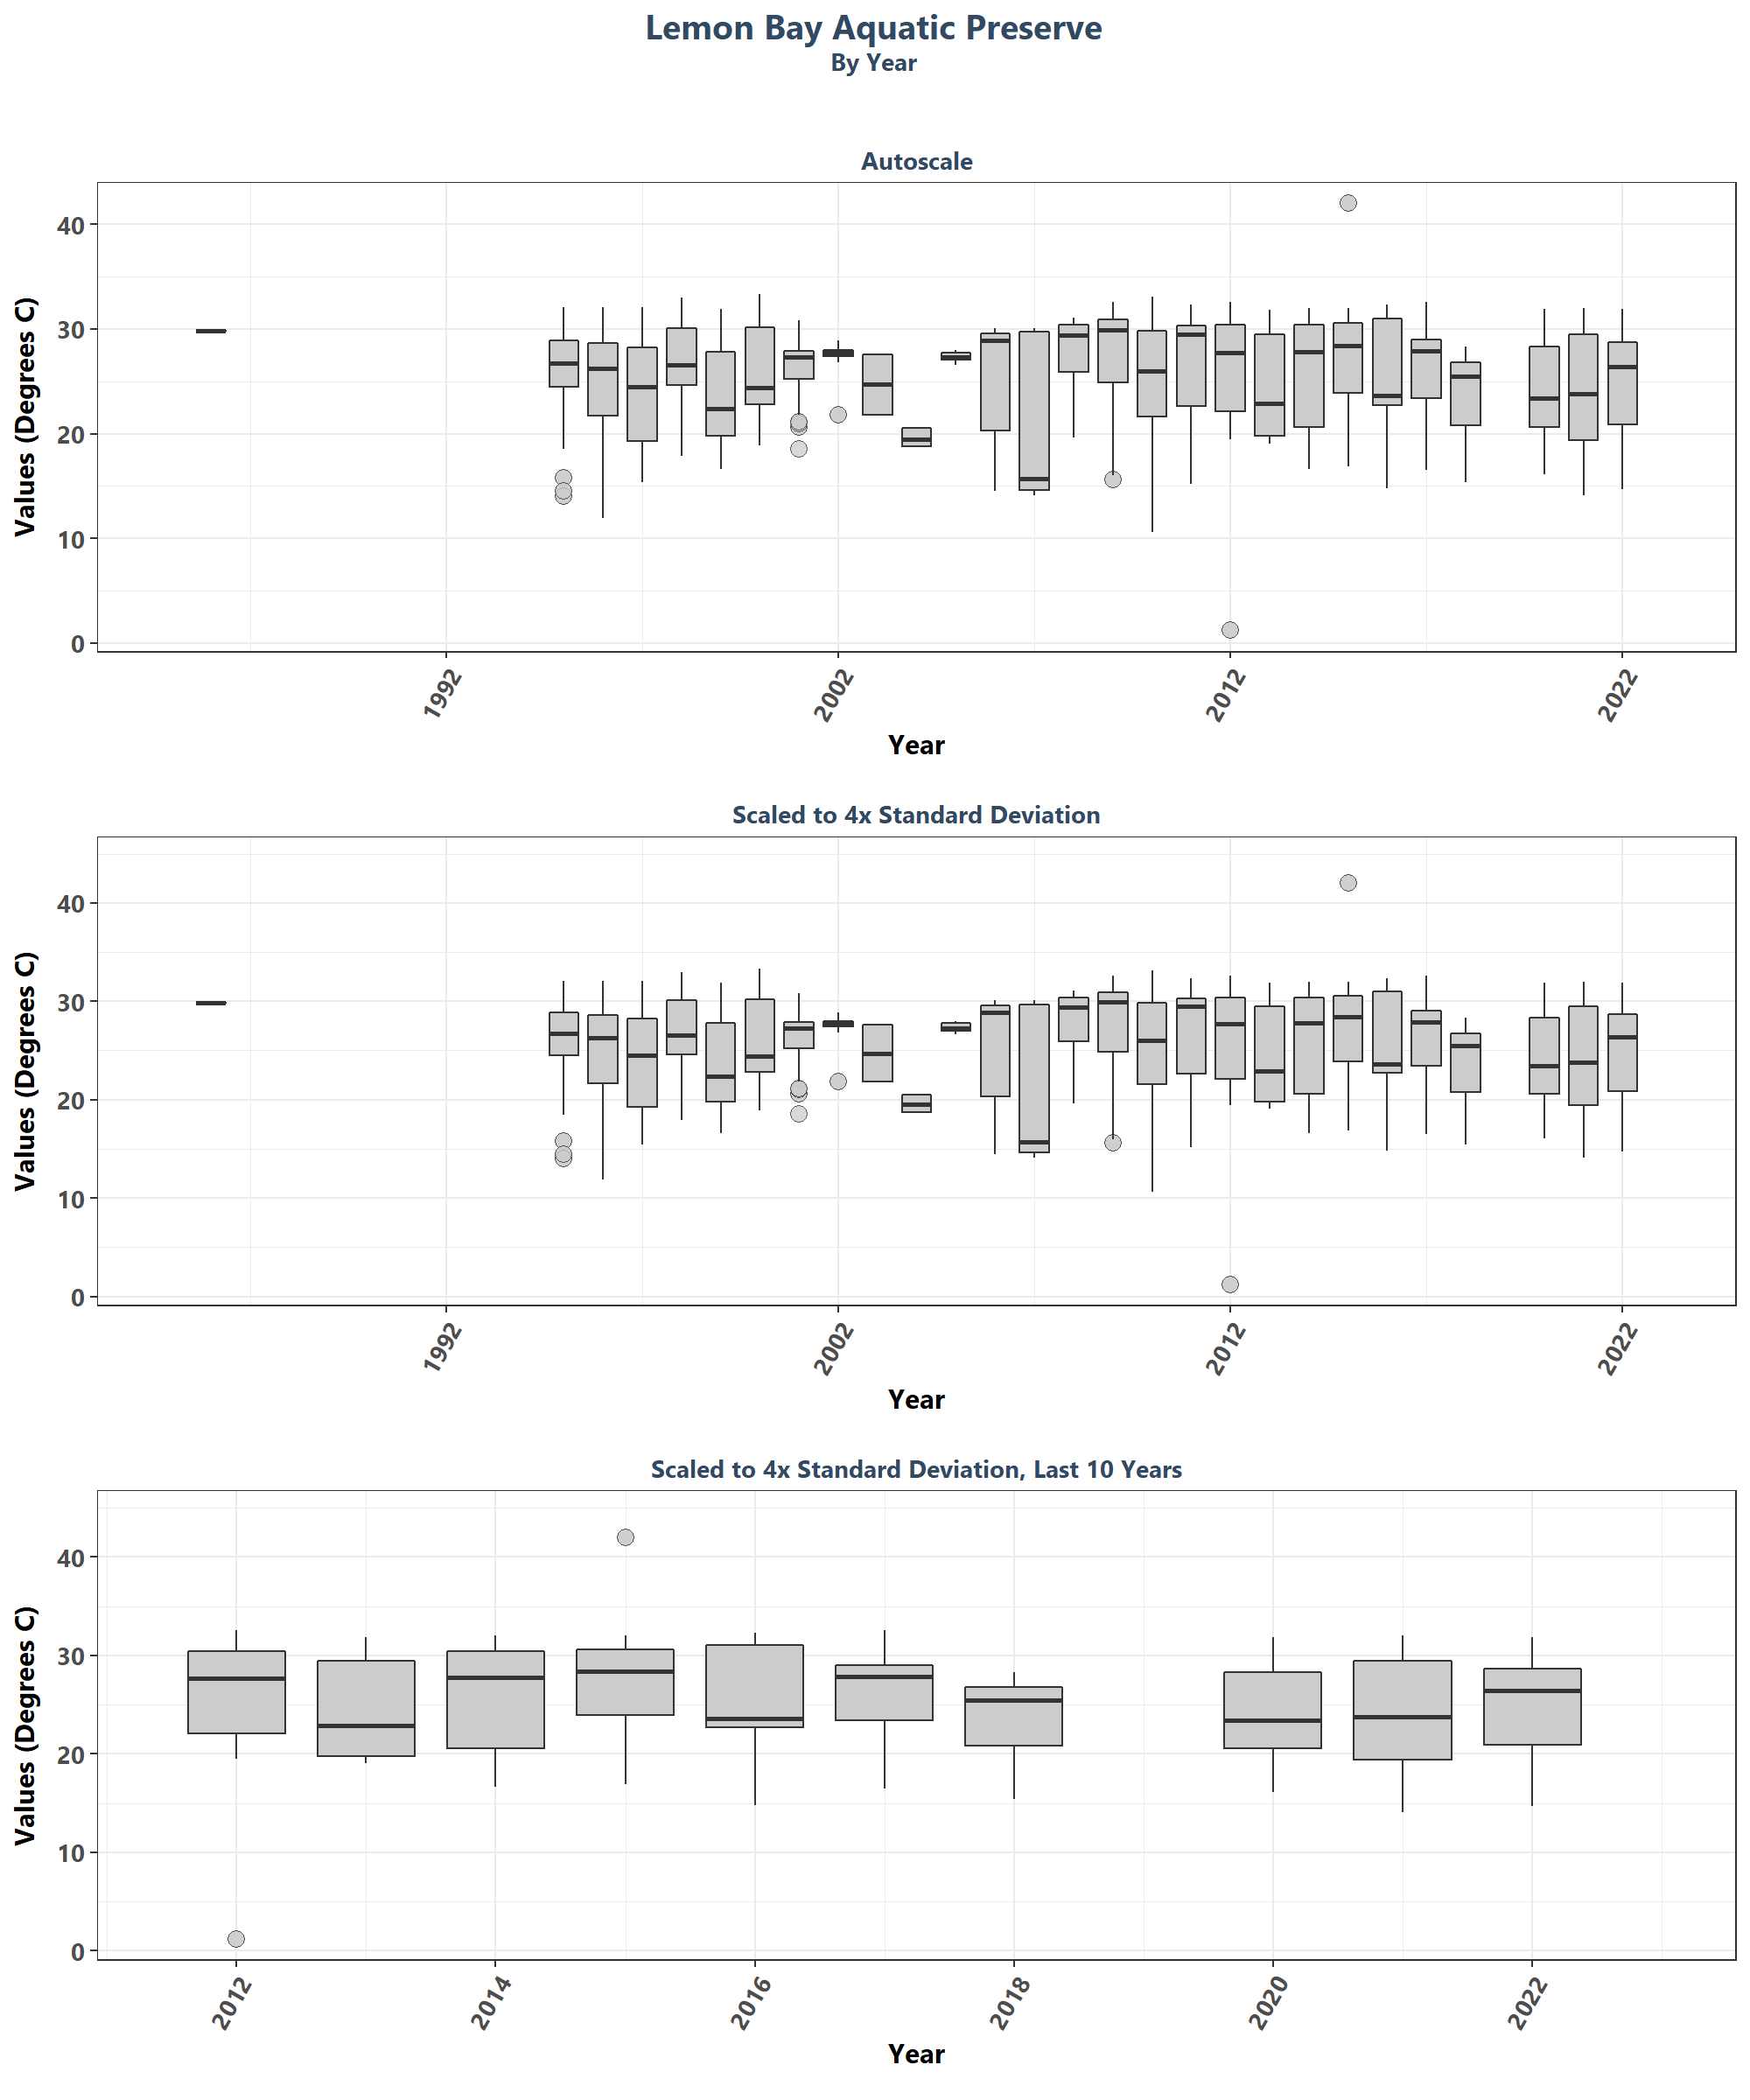 Lemon Bay Aquatic Preserve
By Year
Autoscale
Values (Degrees C)
40
30
20
10
0
1992
2002
2012
2022
Year
Scaled to 4x Standard Deviation
Values (Degrees C)
40
30
20
10
0
1992
2002
2012
2022
Year
Scaled to 4x Standard Deviation, Last 10 Years
Values (Degrees C)
40
30
20
10
0
2012
2014
2016
2018
2020
2022
Year